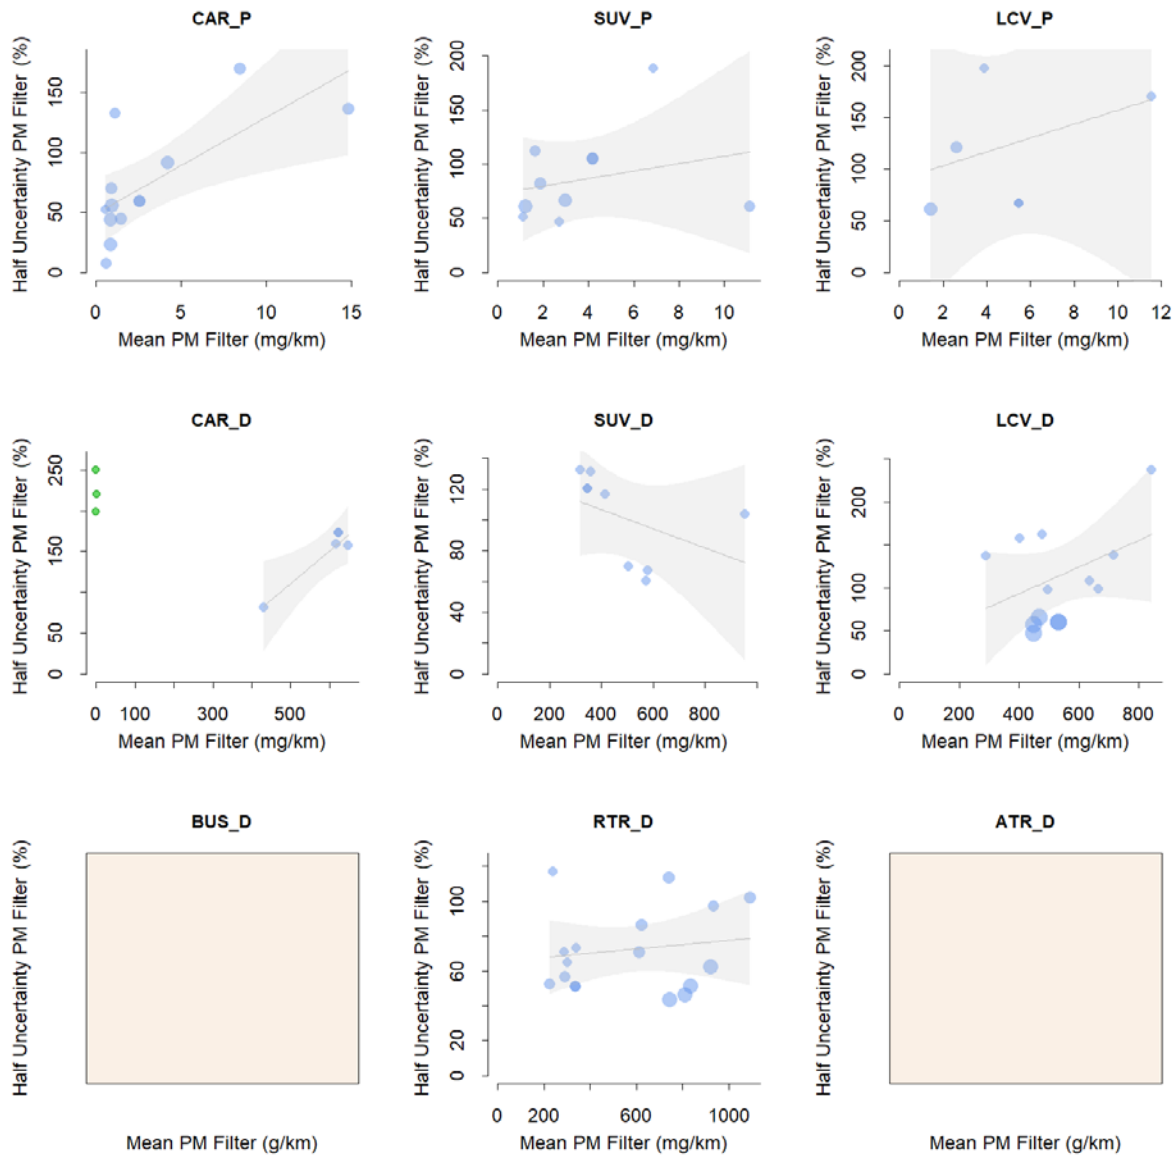 CAR_P
Half Uncertainty PM Filter (%)
0 50 100 150
0 5 10 15
Mean PM Filter (mg/km)
SUV_P
Half Uncertainty PM Filter (%)
0 50 100 150 200
0 2 4 6 8 10
Mean PM Filter (mg/km)
LCV_P
Half Uncertainty PM Filter (%)
0 50 100 150 200
0 2 4 6 8 10 12
Mean PM Filter (mg/km)
CAR_D
Half Uncertainty PM Filter (%)
0 50 150 250
0 100 300 500
Mean PM Filter (mg/km)
SUV_D
Half Uncertainty PM Filter (%)
0 40 80 120
0 200 400 600 800
Mean PM Filter (mg/km)
LCV_D
Half Uncertainty PM Filter (%)
0 50 100 200
0 200 400 600 800
Mean PM Filter (mg/km)
BUS_D
Half Uncertainty PM Filter (%)
Mean PM Filter (g/km)
RTR_D
Half Uncertainty PM Filter (%)
0 20 60 100
200 600 1000
Mean PM Filter (mg/km)
ATR_D
Half Uncertainty PM Filter (%)
Mean PM Filter (g/km)